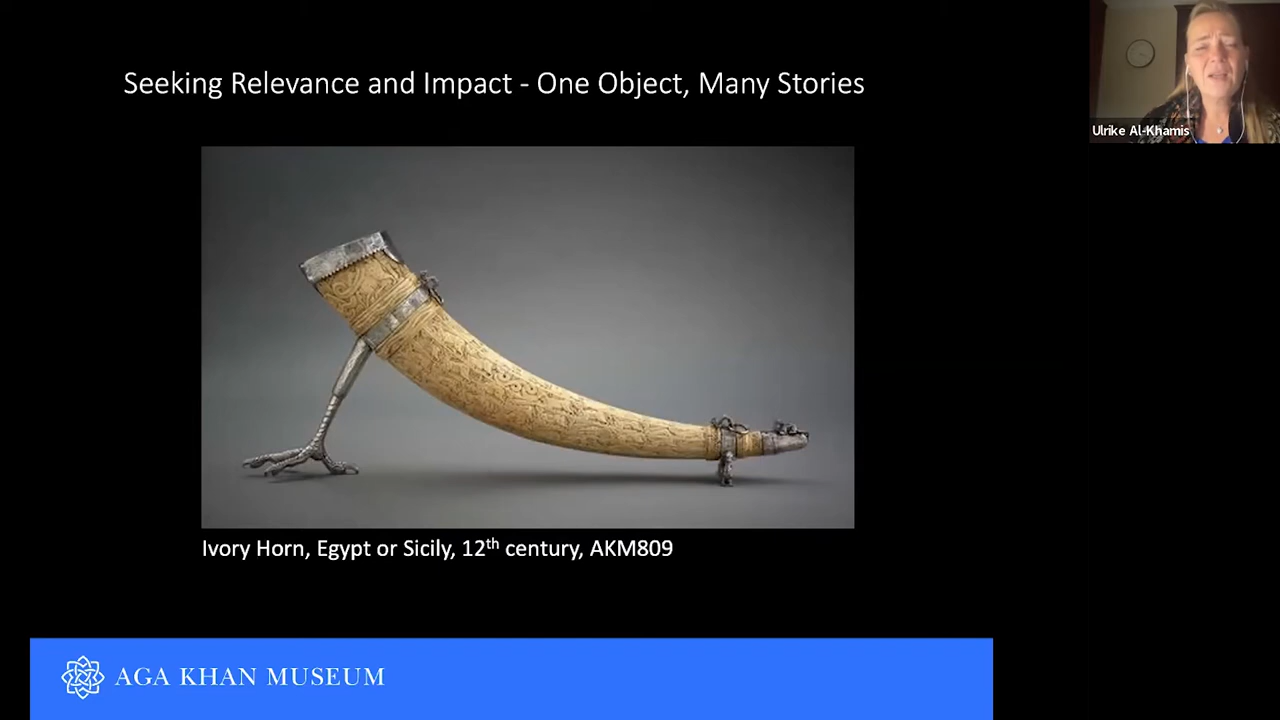 Seeking Relevance and Impact - One Object, Many Stories
Ulrike Al-Khamis
Ivory Horn, Egypt or Sicily, 12th century, AKM809
AGA KHAN MUSEUM